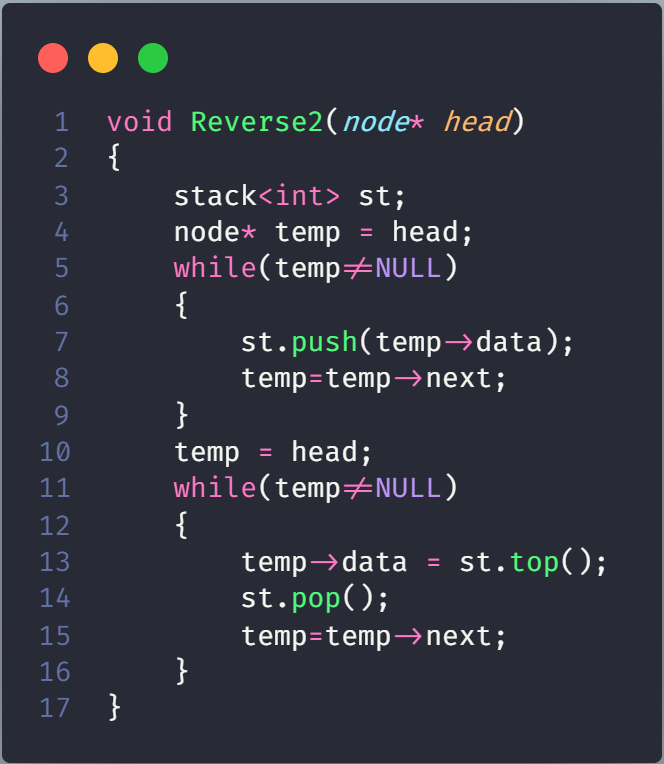 1 void Reverse2(node* head)
2 {
3     stack<int> st;
4     node* temp = head;
5     while(temp≠NULL)
6     {
7         st.push(temp→data);
8         temp=temp→next;
9     }
10     temp = head;
11     while(temp≠NULL)
12     {
13         temp→data = st.top();
14         st.pop();
15         temp=temp→next;
16     }
17 }